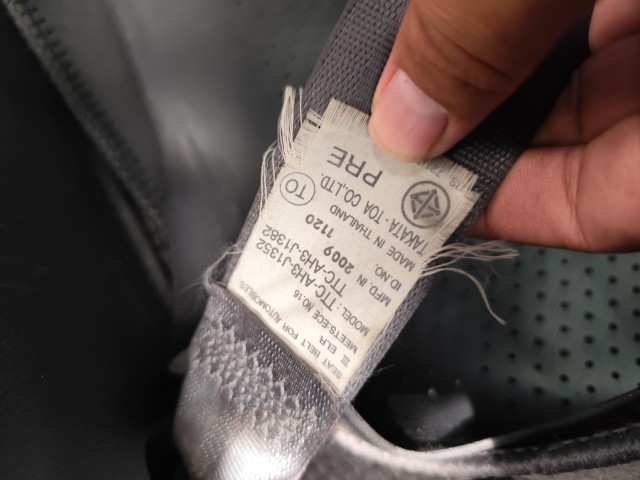 SEAT BELT FOR AUTOMOBILES
III ELR
MEETS:ECE NO.16
MODEL: TTC-AH3-J1352
TTC-AH3-J1382
MFD.IN 2009 1120
ID.NO.
MADE IN THAILAND
TAKATA-TOA CO.,LTD.
TO
PRE